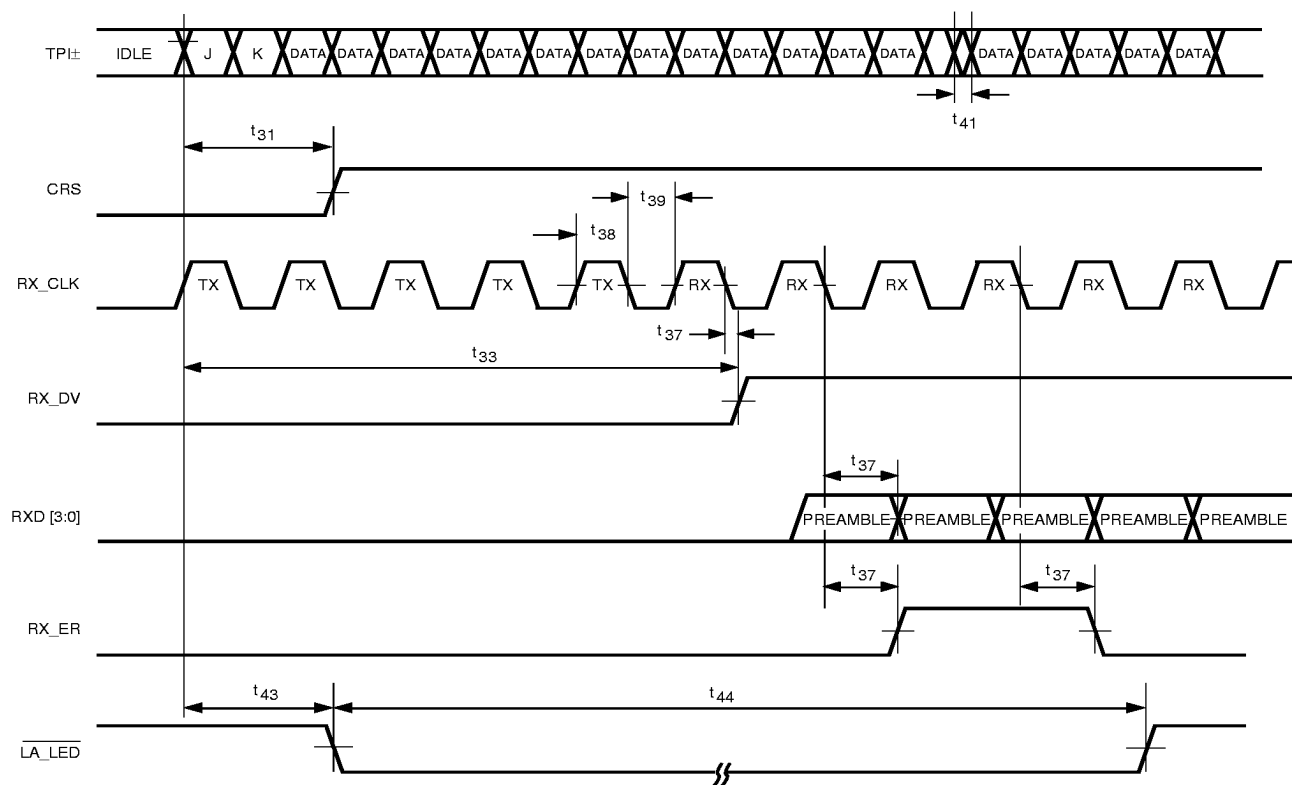 TPI± IDLE J K DATA DATA DATA DATA DATA DATA DATA DATA DATA DATA DATA DATA DATA DATA DATA DATA DATA DATA
t41
t31
CRS
t39
t38
RX_CLK TX TX TX TX TX RX RX RX RX RX RX
t37
t33
RX_DV
t37
RXD [3:0] PREAMBLE PREAMBLE PREAMBLE PREAMBLE PREAMBLE
t37 t37
RX_ER
t43 t44
LA_LED